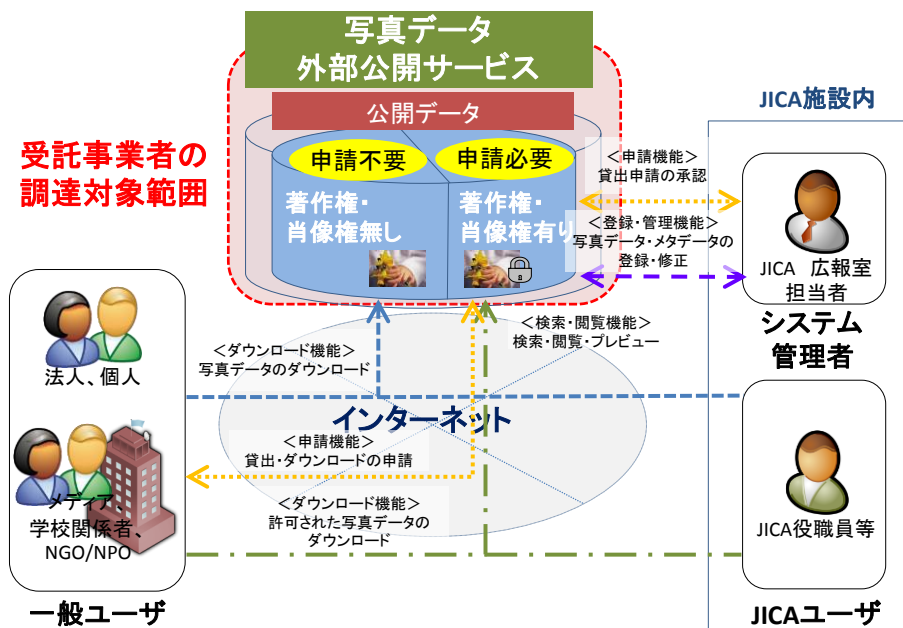 写真データ
外部公開サービス
公開データ
申請不要
申請必要
著作権・
肖像権無し
著作権・
肖像権有り
受託事業者の
調達対象範囲
JICA施設内
＜申請機能＞
貸出申請の承認
＜登録・管理機能＞
写真データ・メタデータの
登録・修正
JICA　広報室
担当者
システム
管理者
法人、個人
＜ダウンロード機能＞
写真データのダウンロード
＜検索・閲覧機能＞
検索・閲覧・プレビュー
インターネット
＜申請機能＞
貸出・ダウンロードの申請
＜ダウンロード機能＞
許可された写真データの
ダウンロード
メディア、
学校関係者、
NGO/NPO
一般ユーザ
JICA役職員等
JICAユーザ